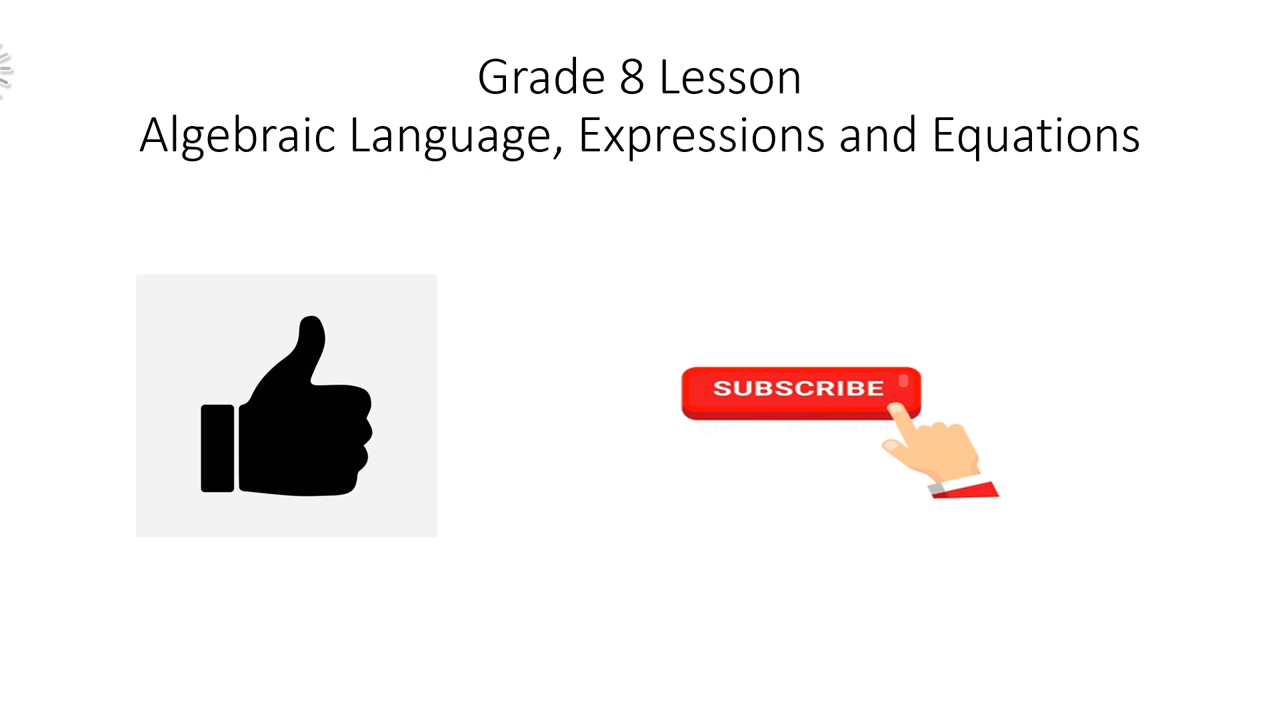 Grade 8 Lesson
Algebraic Language, Expressions and Equations
SUBSCRIBE